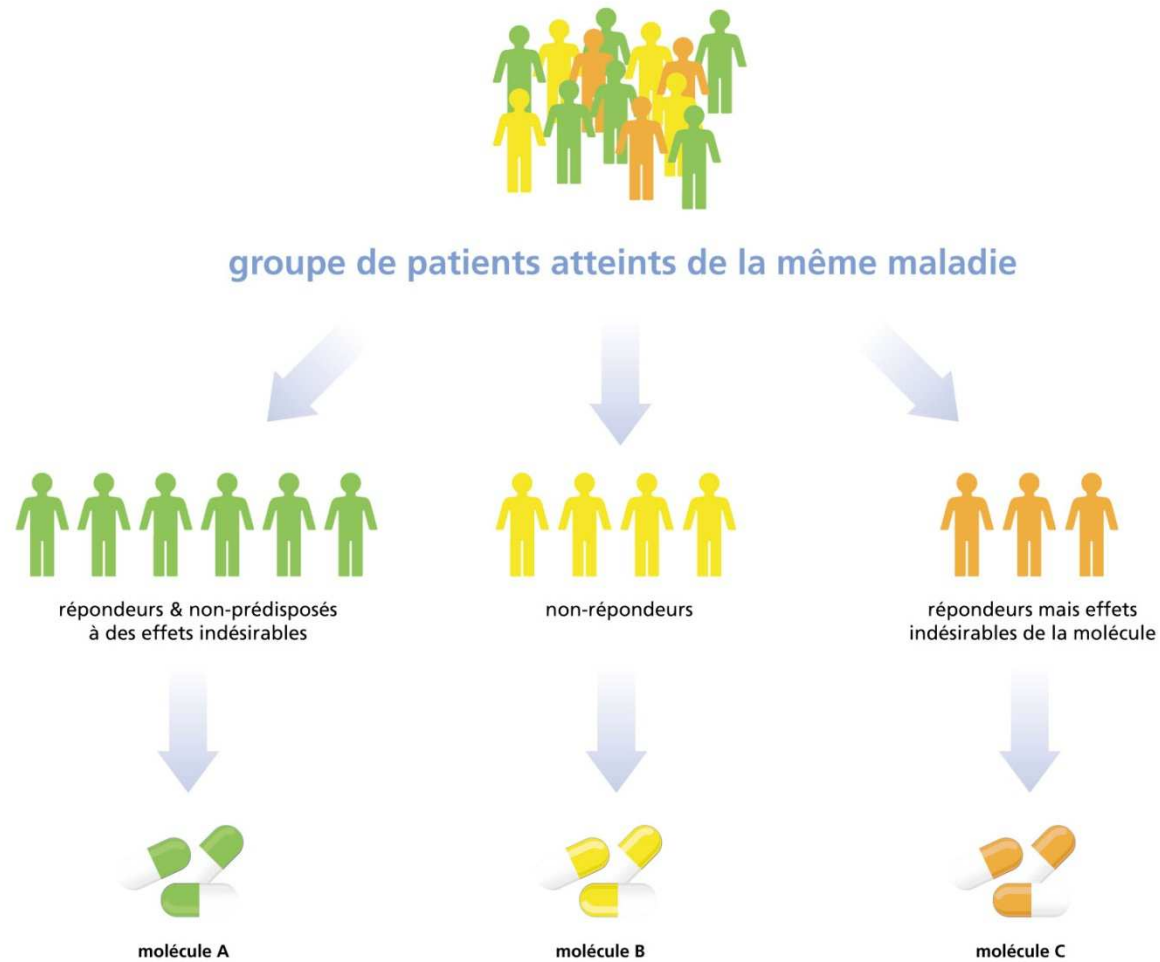 groupe de patients atteints de la même maladie
répondeurs & non-prédisposés
à des effets indésirables
non-répondeurs
répondeurs mais effets
indésirables de la molécule
molécule A
molécule B
molécule C